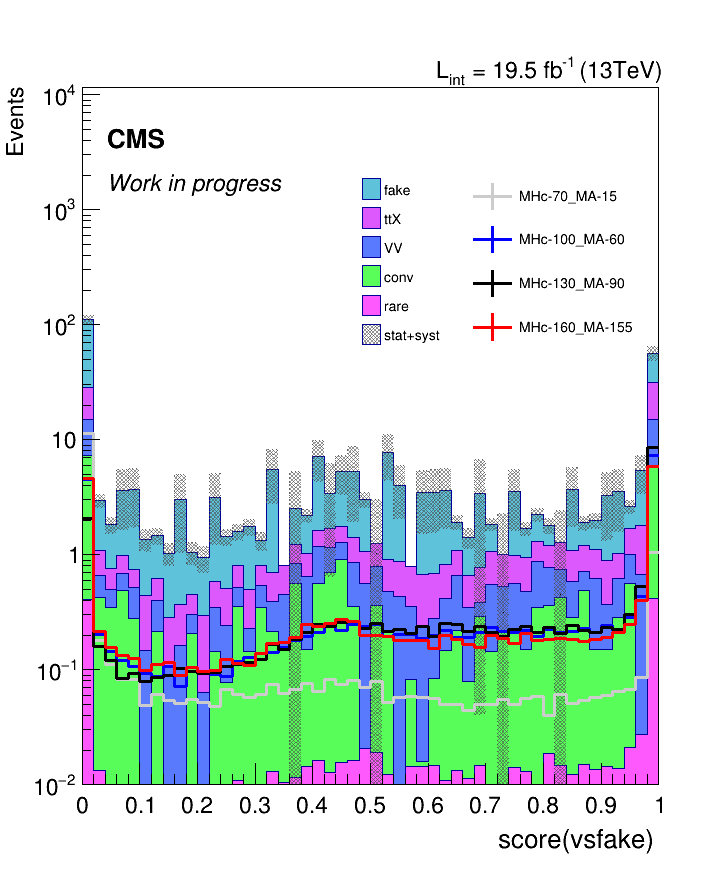 L_int = 19.5 fb^-1 (13TeV)
Events
CMS
Work in progress
fake
ttX
VV
conv
rare
stat+syst
MHc-70_MA-15
MHc-100_MA-60
MHc-130_MA-90
MHc-160_MA-155
10^4
10^3
10^2
10
1
10^-1
10^-2
0 0.1 0.2 0.3 0.4 0.5 0.6 0.7 0.8 0.9 1
score(vsfake)